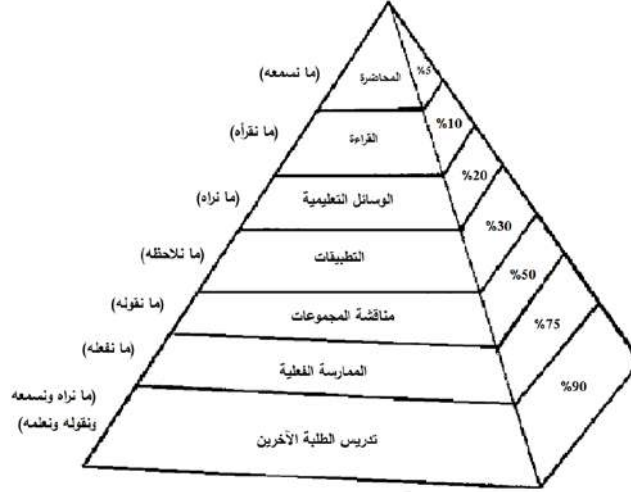 (ما نسمعه)
المحاضرة
%5
(ما نقرأه)
القراءة
%10
(ما نراه)
الوسائل التعليمية
%20
(ما نلاحظه)
التطبيقات
%30
(ما نقوله)
مناقشة المجموعات
%50
(ما نفعله)
الممارسة الفعلية
%75
(ما نراه ونسمعه
ونقوله ونعلمه)
تدريس الطلبة الآخرين
%90